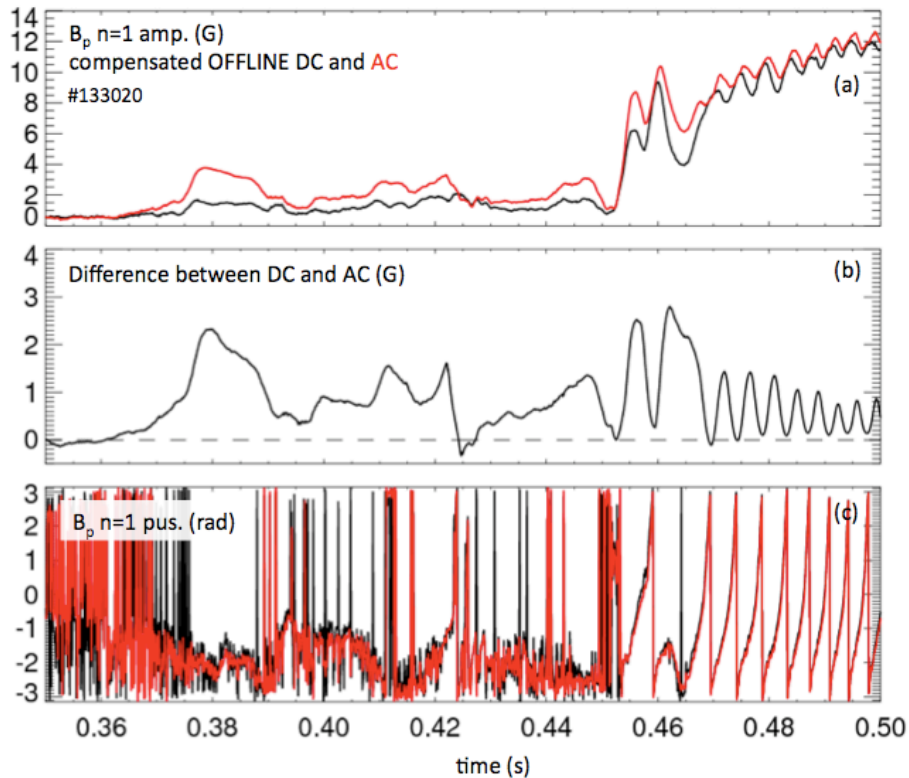 14
12
10
8
6
4
2
0
B_p n=1 amp. (G)
compensated OFFLINE DC and AC
#133020
(a)
4
3
2
1
0
Difference between DC and AC (G)
(b)
3
2
1
0
-1
-2
-3
B_p n=1 pus. (rad)
(c)
0.36 0.38 0.40 0.42 0.44 0.46 0.48 0.50
time (s)